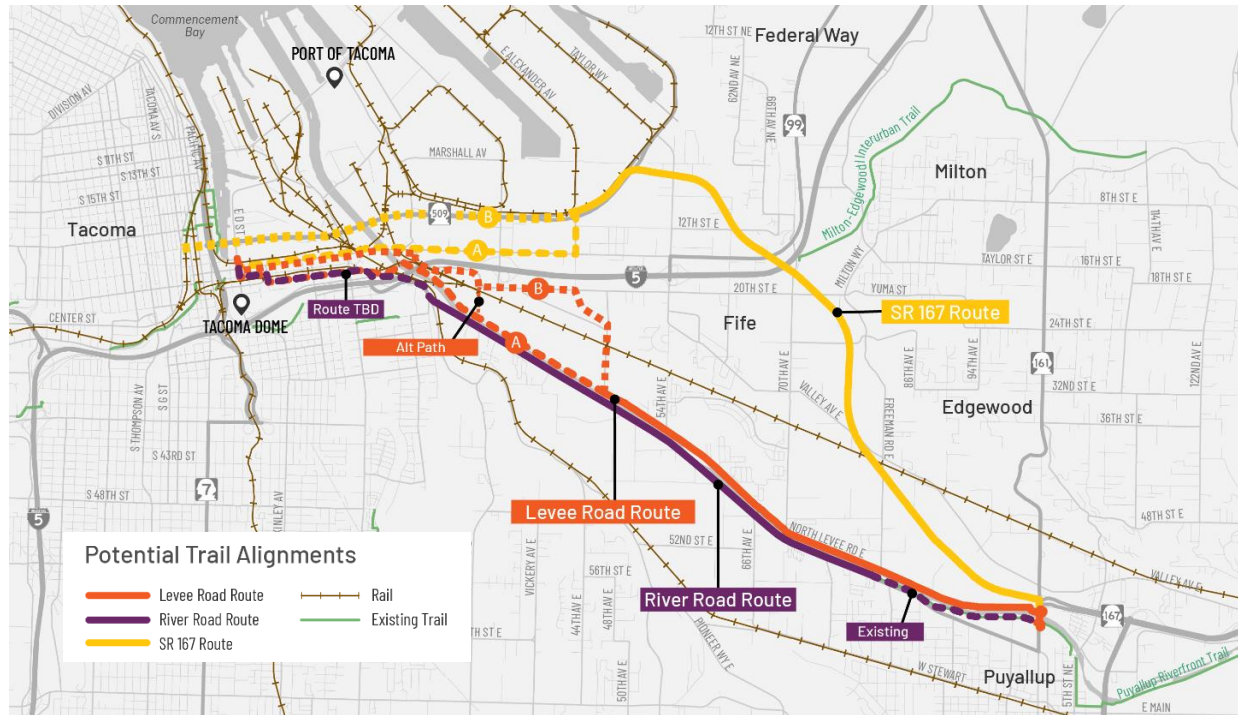 Commencement
Bay
PORT OF TACOMA
12TH ST NE
Federal Way
DIVISION AV
TACOMA AV S
PACIFIC AV
E ALEXANDER AV
TAYLOR WY
62ND AV NE
66TH AV NE
99
161
S 11TH ST
S 13TH ST
S 15TH ST
MARSHALL AV
Milton-Edgewood Interurban Trail
Milton
8TH ST E
114TH AV E
Tacoma
E D ST
509
B
A
12TH ST E
MILTON WY
TAYLOR ST E
16TH ST E
18TH ST E
5
YUMA ST
20TH ST E
B
Route TBD
TACOMA DOME
CENTER ST
Alt Path
A
Fife
SR 167 Route
24TH ST E
122ND AV E
161
32ND ST E
36TH ST E
86TH AV E
94TH AV E
70TH AV E
54TH AV E
VALLEY AV E
FREEMAN RD E
Edgewood
S THOMPSON AV
S G ST
S 43RD ST
S 48TH ST
7
5
KINLEY AV
Levee Road Route
48TH ST E
52ND ST E
66TH AV E
NORTH LEVEE RD E
VICKERY AV E
56TH ST E
44TH AV E
48TH AV E
50TH AV E
River Road Route
Existing
VALLEY AV E
167
PIONEER WY E
W STEWART
Puyallup
5TH ST NE
Puyallup Riverfront Trail
E MAIN
TH ST E
Potential Trail Alignments
Levee Road Route
River Road Route
SR 167 Route
Rail
Existing Trail